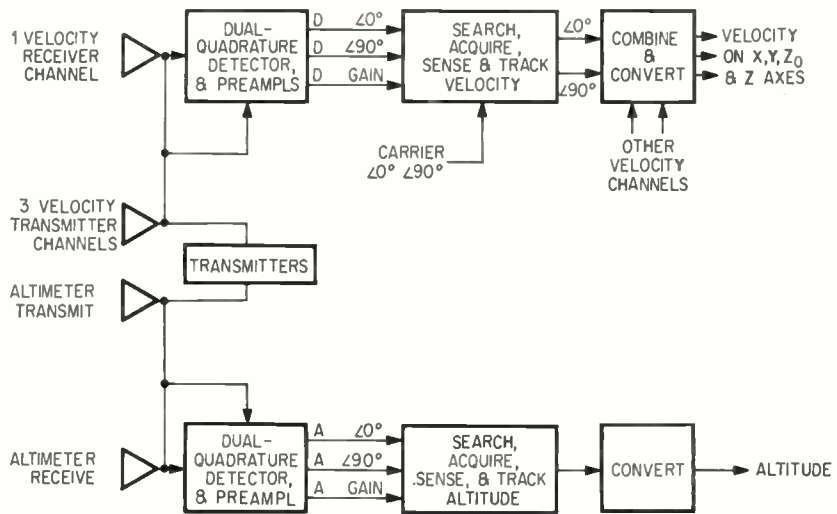 1 VELOCITY
RECEIVER
CHANNEL
DUAL-
QUADRATURE
DETECTOR,
& PREAMPLS
D ∠0°
D ∠90°
D GAIN
SEARCH,
ACQUIRE,
SENSE & TRACK
VELOCITY
∠0°
∠90°
COMBINE
&
CONVERT
VELOCITY
ON X,Y,Z₀
& Z AXES
CARRIER
∠0° ∠90°
OTHER
VELOCITY
CHANNELS
3 VELOCITY
TRANSMITTER
CHANNELS
TRANSMITTERS
ALTIMETER
TRANSMIT
ALTIMETER
RECEIVE
DUAL-
QUADRATURE
DETECTOR,
& PREAMPL
A ∠0°
A ∠90°
A GAIN
SEARCH,
ACQUIRE,
SENSE, & TRACK
ALTITUDE
CONVERT
ALTITUDE